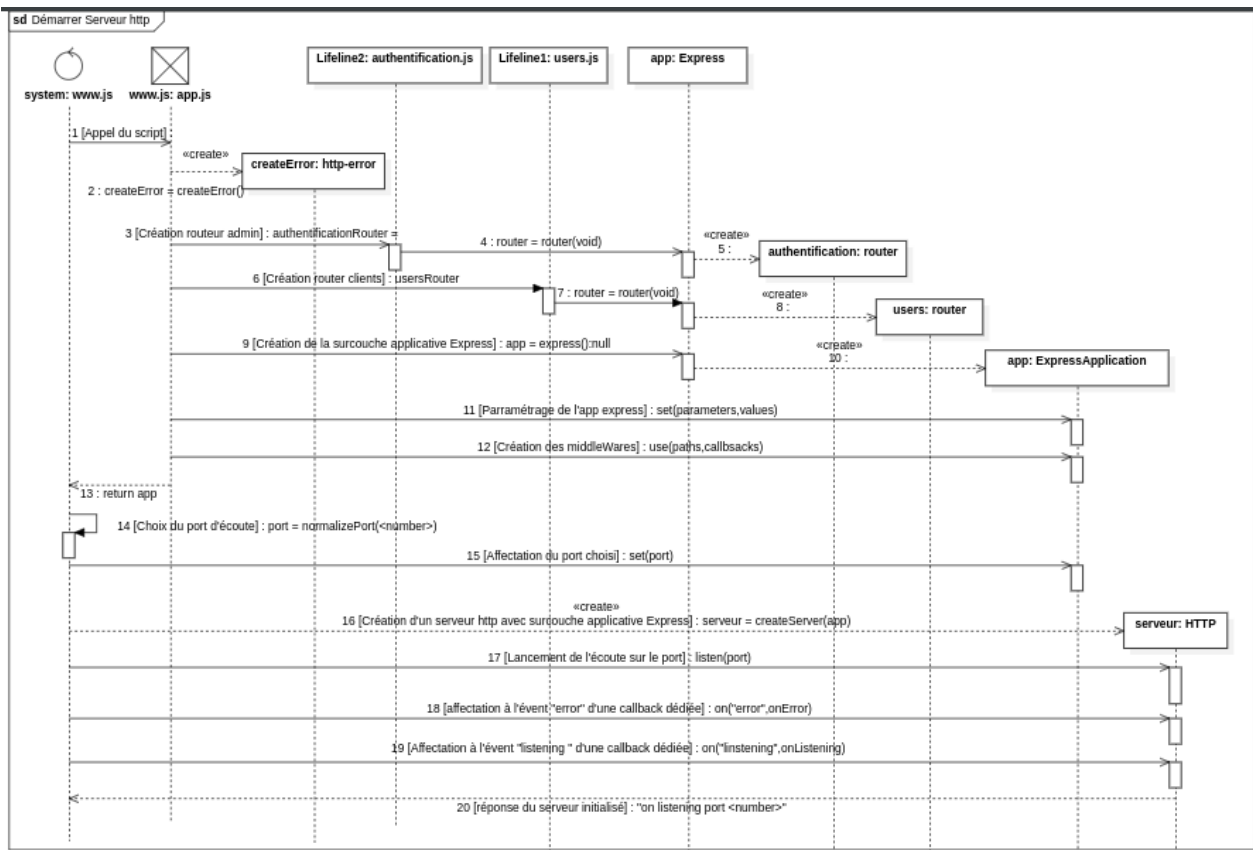 sd Démarrer Serveur http
system: www.js
www.js: app.js
Lifeline2: authentification.js
Lifeline1: users.js
app: Express
1 [Appel du script]
«create»
createError: http-error
2 : createError = createError()
3 [Création routeur admin] : authentificationRouter =
4 : router = router(void)
«create»
5 :
authentification: router
6 [Création router clients] : usersRouter
7 : router = router(void)
«create»
8 :
users: router
9 [Création de la surcouche applicative Express] : app = express():null
«create»
10 :
app: ExpressApplication
11 [Parramétrage de l'app express] : set(parameters,values)
12 [Création des middleWares] : use(paths,callbsacks)
13 : return app
14 [Choix du port d'écoute] : port = normalizePort(<number>)
15 [Affectation du port choisi] : set(port)
«create»
16 [Création d'un serveur http avec surcouche applicative Express] : serveur = createServer(app)
serveur: HTTP
17 [Lancement de l'écoute sur le port] : listen(port)
18 [affectation à l'évent "error" d'une callback dédiée] : on("error",onError)
19 [Affectation à l'évent "listening " d'une callback dédiée] : on("linstening",onListening)
20 [réponse du serveur initialisé] : "on listening port <number>"